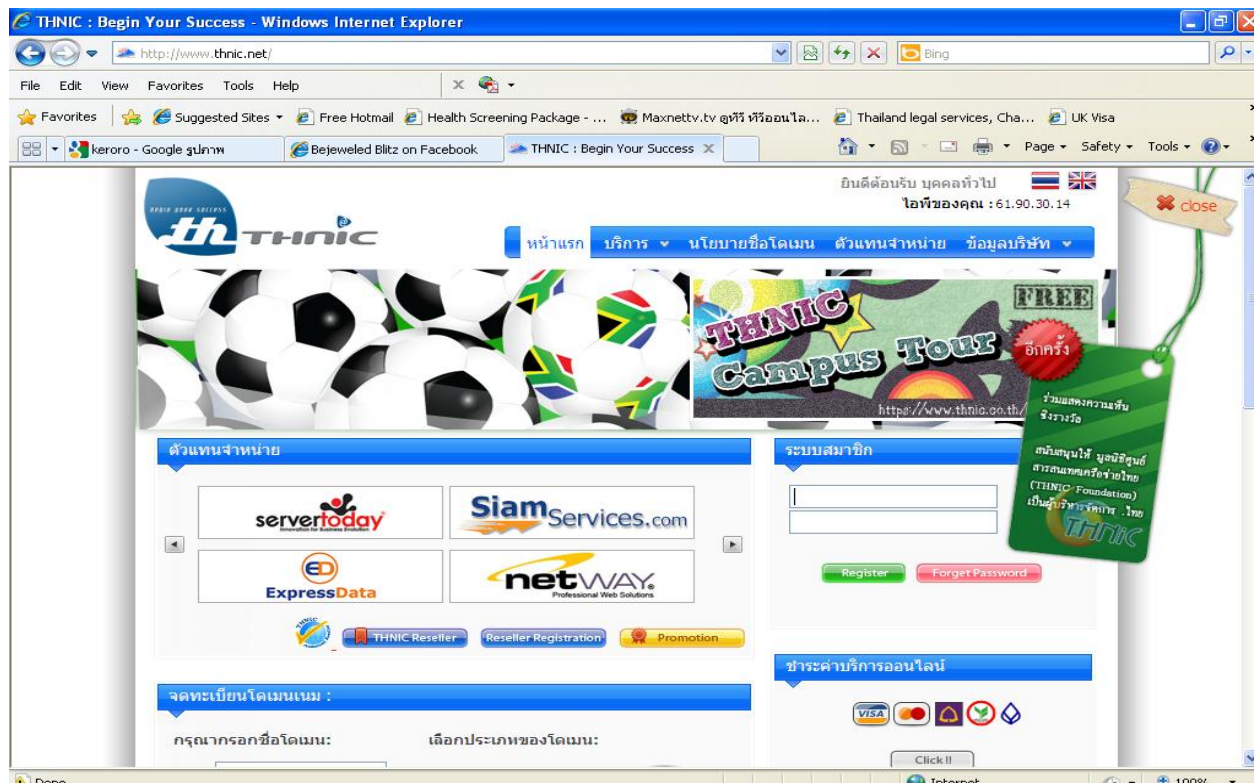 THNIC : Begin Your Success - Windows Internet Explorer
http://www.thnic.net/
Bing
File Edit View Favorites Tools Help
Favorites Suggested Sites Free Hotmail Health Screening Package - ... Maxnettv.tv ดูทีวี ทีวีออนไล... Thailand legal services, Cha... UK Visa
keroro - Google รูปภาพ Bejeweled Blitz on Facebook THNIC : Begin Your Success Page Safety Tools
ยินดีต้อนรับ บุคคลทั่วไป
ไอพีของคุณ : 61.90.30.14
close
begin your success
th THNIC
หน้าแรก บริการ นโยบายชื่อโดเมน ตัวแทนจำหน่าย ข้อมูลบริษัท
THNIC
Campus Tour
FREE
อีกครั้ง
https://www.thnic.co.th/
ร่วมแสดงความเห็น
ชิงรางวัล
สนับสนุนให้ มูลนิธิศูนย์
สารสนเทศเครือข่ายไทย
(THNIC Foundation)
เป็นผู้บริหารจัดการ .ไทย
THNIC
ตัวแทนจำหน่าย
servertoday
Innovation for Business Evolution
SiamServices.com
ED
ExpressData
netWAY.
Professional Web Solutions
THNIC
THNIC Reseller Reseller Registration Promotion
ระบบสมาชิก
Register Forget Password
ชำระค่าบริการออนไลน์
VISA
Click !!
จดทะเบียนโดเมนเนม :
กรุณากรอกชื่อโดเมน: เลือกประเภทของโดเมน:
Done Internet 100%